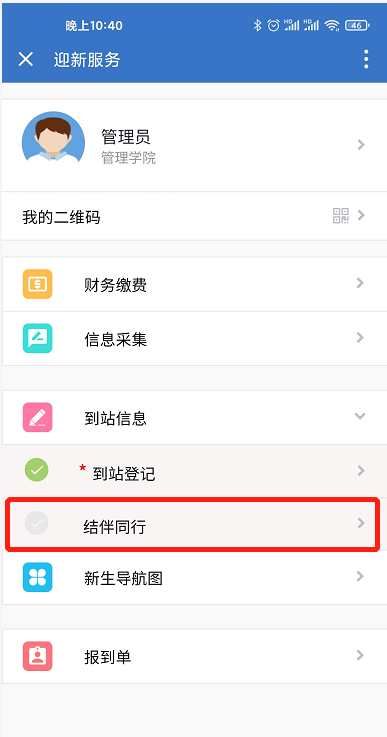 晚上10:40
HD HD 46
迎新服务
管理员
管理学院
我的二维码
财务缴费
信息采集
到站信息
* 到站登记
结伴同行
新生导航图
报到单